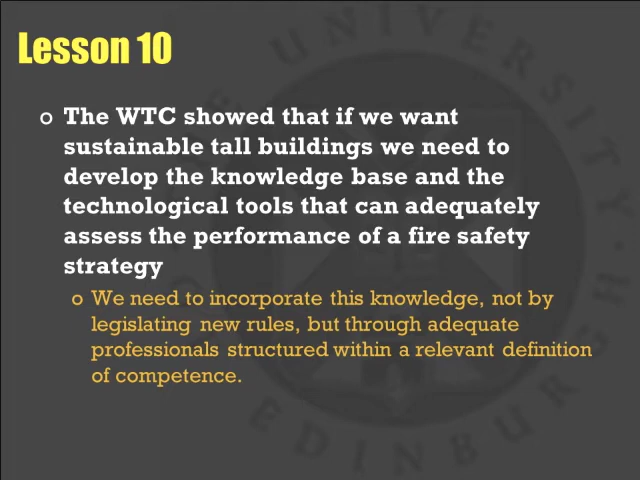 Lesson 10
o The WTC showed that if we want
sustainable tall buildings we need to
develop the knowledge base and the
technological tools that can adequately
assess the performance of a fire safety
strategy
o We need to incorporate this knowledge, not by
legislating new rules, but through adequate
professionals structured within a relevant definition
of competence.
UNIVERSITY
EDINBURGH